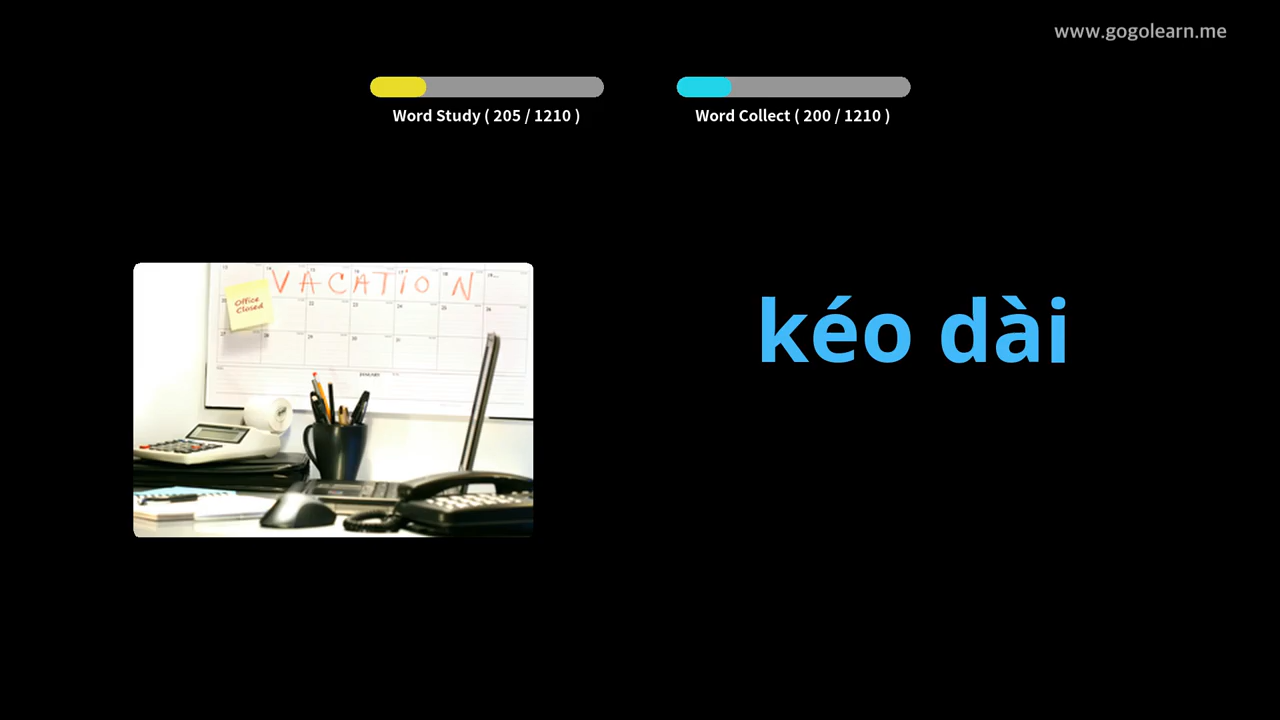 www.gogolearn.me
Word Study ( 205 / 1210 )
Word Collect ( 200 / 1210 )
VACATION
Office
Closed
kéo dài